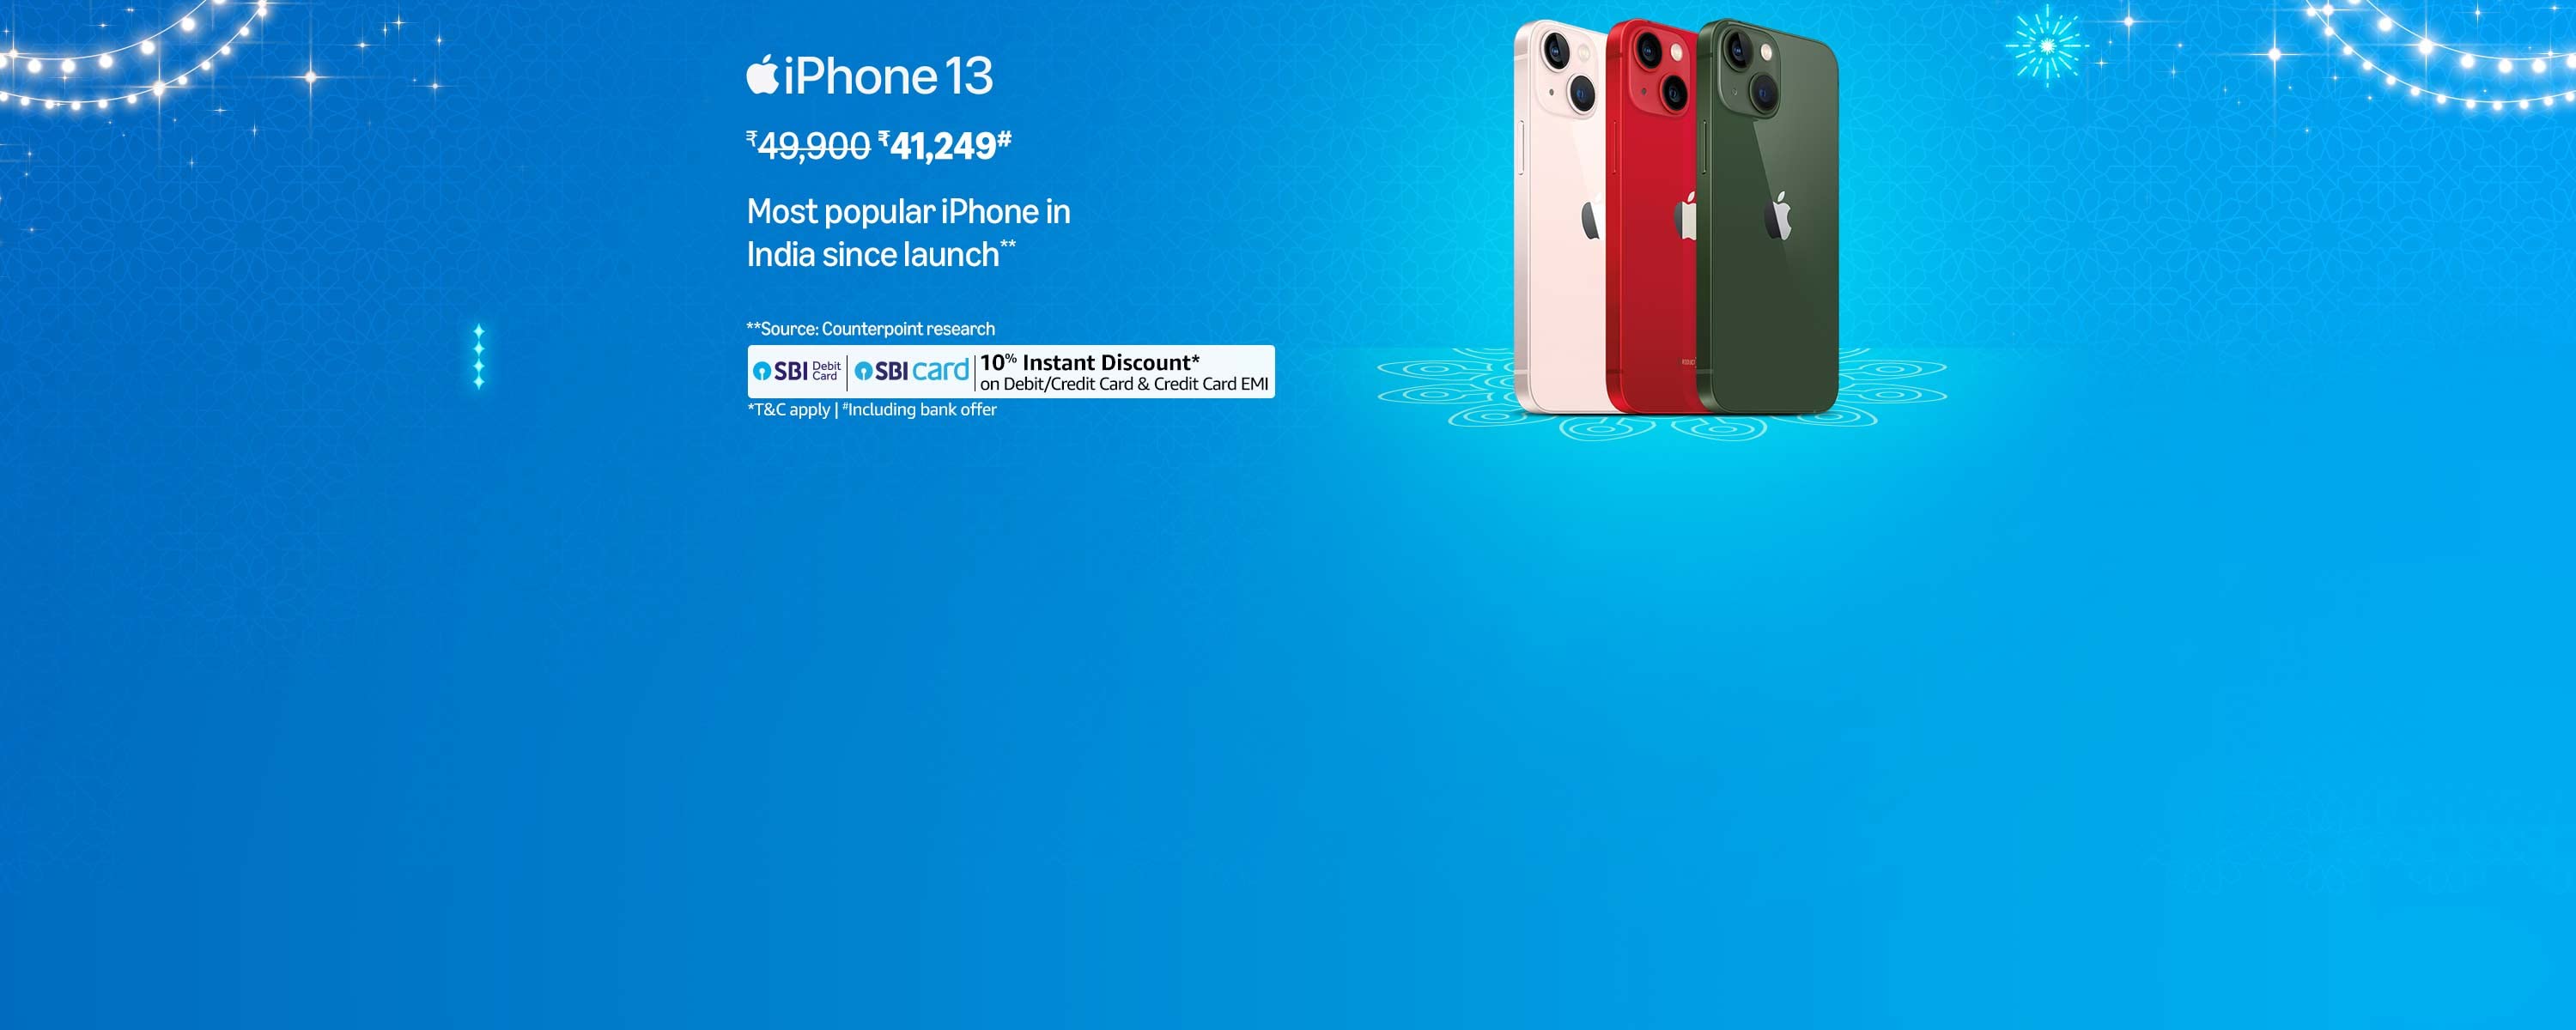 iPhone 13
₹49,900 ₹41,249#
Most popular iPhone in
India since launch**
**Source: Counterpoint research
SBI Debit Card | SBI card | 10% Instant Discount*
on Debit/Credit Card & Credit Card EMI
*T&C apply | #Including bank offer